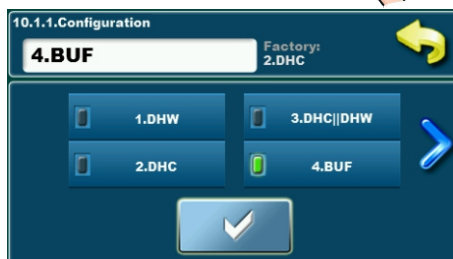 10.1.1.Configuration
4.BUF
Factory:
2.DHC
1.DHW
3.DHC||DHW
2.DHC
4.BUF